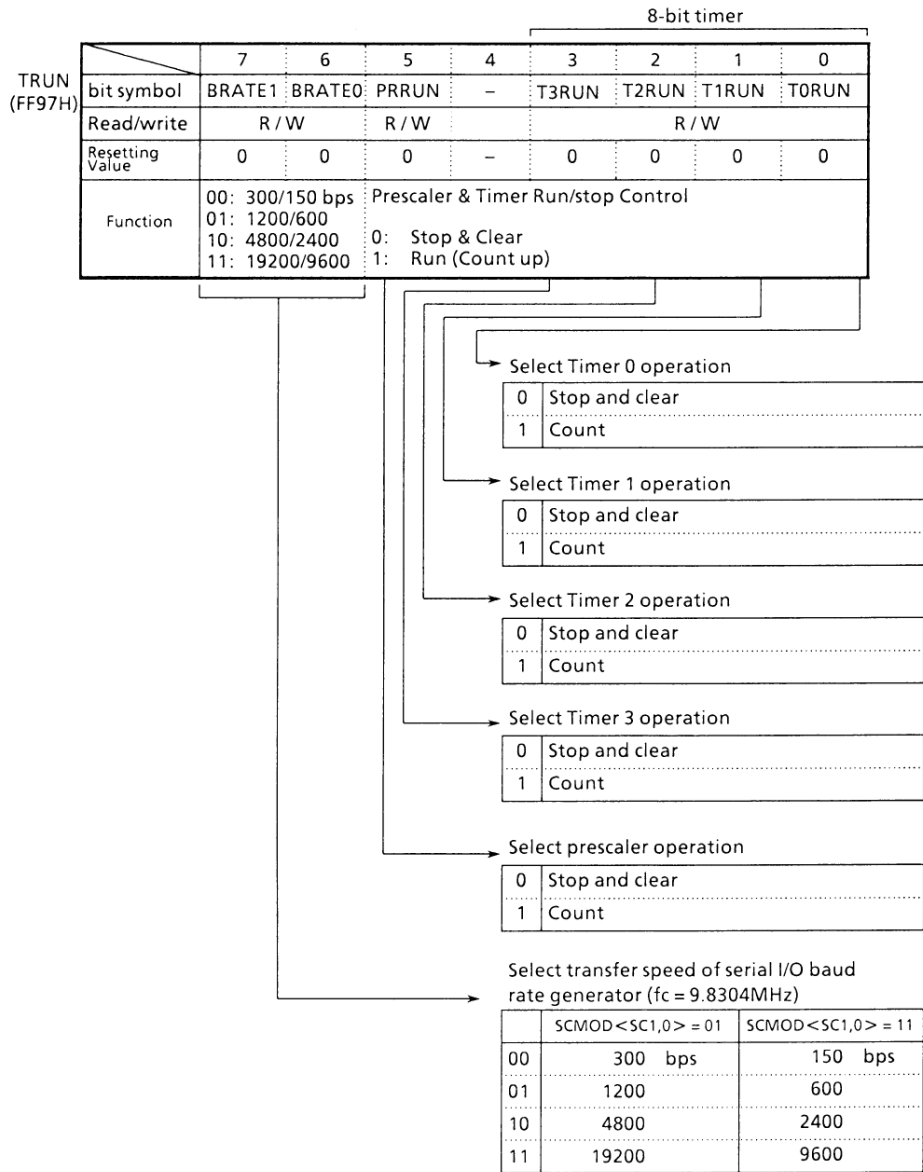 8-bit timer
TRUN
(FF97H)
7 6 5 4 3 2 1 0
bit symbol BRATE1 BRATE0 PRRUN – T3RUN T2RUN T1RUN T0RUN
Read/write R / W R / W R / W
Resetting Value 0 0 0 – 0 0 0 0
Function
00: 300/150 bps
01: 1200/600
10: 4800/2400
11: 19200/9600
Prescaler & Timer Run/stop Control
0: Stop & Clear
1: Run (Count up)
Select Timer 0 operation
0 Stop and clear
1 Count
Select Timer 1 operation
0 Stop and clear
1 Count
Select Timer 2 operation
0 Stop and clear
1 Count
Select Timer 3 operation
0 Stop and clear
1 Count
Select prescaler operation
0 Stop and clear
1 Count
Select transfer speed of serial I/O baud
rate generator (fc = 9.8304MHz)
SCMOD<SC1,0> = 01 SCMOD<SC1,0> = 11
00 300 bps 150 bps
01 1200 600
10 4800 2400
11 19200 9600